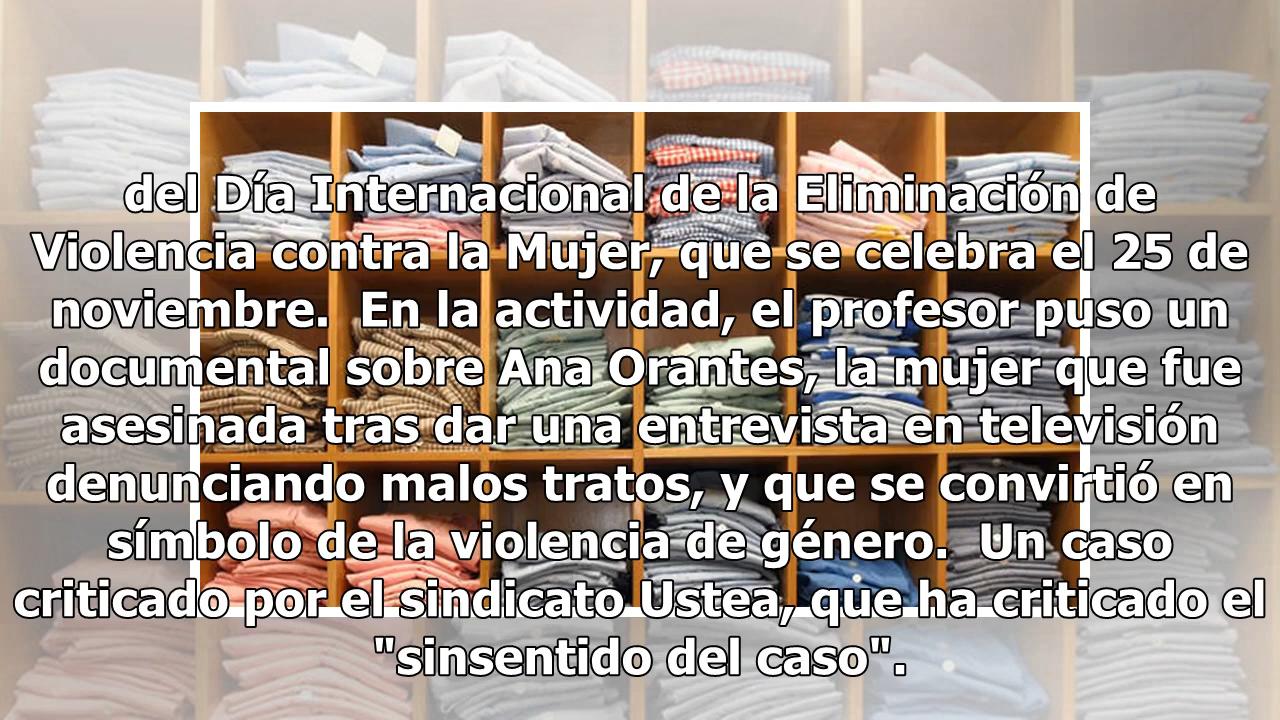 del Día Internacional de la Eliminación de
Violencia contra la Mujer, que se celebra el 25 de
noviembre.  En la actividad, el profesor puso un
documental sobre Ana Orantes, la mujer que fue
asesinada tras dar una entrevista en televisión
denunciando malos tratos, y que se convirtió en
símbolo de la violencia de género.  Un caso
criticado por el sindicato Ustea, que ha criticado el
"sinsentido del caso".